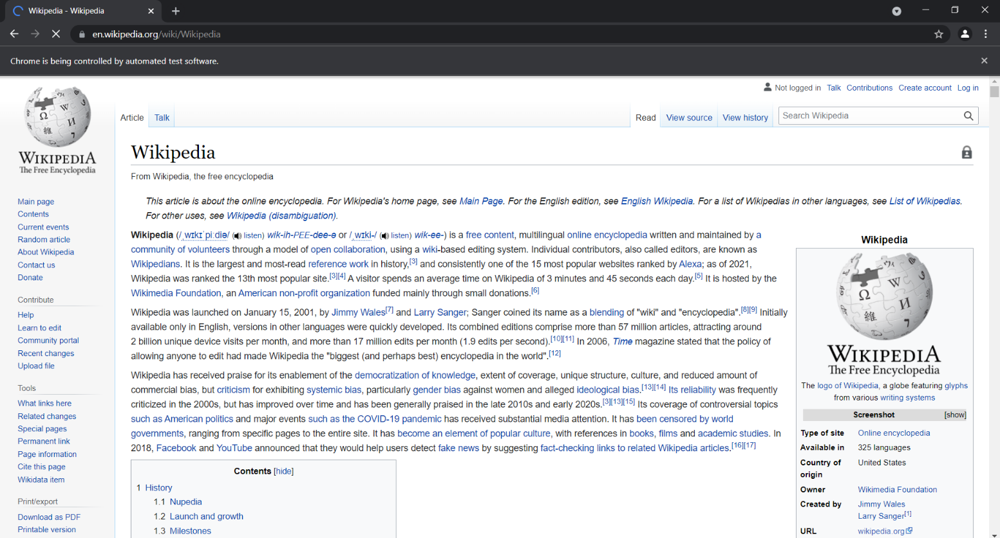 Wikipedia - Wikipedia
en.wikipedia.org/wiki/Wikipedia
Chrome is being controlled by automated test software.
Not logged in Talk Contributions Create account Log in
Article Talk Read View source View history Search Wikipedia
WIKIPEDIA
The Free Encyclopedia
Main page
Contents
Current events
Random article
About Wikipedia
Contact us
Donate
Contribute
Help
Learn to edit
Community portal
Recent changes
Upload file
Tools
What links here
Related changes
Special pages
Permanent link
Page information
Cite this page
Wikidata item
Print/export
Download as PDF
Printable version
Wikipedia
From Wikipedia, the free encyclopedia
This article is about the online encyclopedia. For Wikipedia's home page, see Main Page. For the English edition, see English Wikipedia. For a list of Wikipedias in other languages, see List of Wikipedias.
For other uses, see Wikipedia (disambiguation).
Wikipedia (/ˌwɪkɪˈpiːdiə/ (listen) wik-ih-PEE-dee-ə or /ˌwɪki-/ (listen) wik-ee-) is a free content, multilingual online encyclopedia written and maintained by a
community of volunteers through a model of open collaboration, using a wiki-based editing system. Individual contributors, also called editors, are known as
Wikipedians. It is the largest and most-read reference work in history,[3] and consistently one of the 15 most popular websites ranked by Alexa; as of 2021,
Wikipedia was ranked the 13th most popular site.[3][4] A visitor spends an average time on Wikipedia of 3 minutes and 45 seconds each day.[5] It is hosted by the
Wikimedia Foundation, an American non-profit organization funded mainly through small donations.[6]
Wikipedia was launched on January 15, 2001, by Jimmy Wales[7] and Larry Sanger; Sanger coined its name as a blending of "wiki" and "encyclopedia".[8][9] Initially
available only in English, versions in other languages were quickly developed. Its combined editions comprise more than 57 million articles, attracting around
2 billion unique device visits per month, and more than 17 million edits per month (1.9 edits per second).[10][11] In 2006, Time magazine stated that the policy of
allowing anyone to edit had made Wikipedia the "biggest (and perhaps best) encyclopedia in the world".[12]
Wikipedia has received praise for its enablement of the democratization of knowledge, extent of coverage, unique structure, culture, and reduced amount of
commercial bias, but criticism for exhibiting systemic bias, particularly gender bias against women and alleged ideological bias.[13][14] Its reliability was frequently
criticized in the 2000s, but has improved over time and has been generally praised in the late 2010s and early 2020s.[3][13][15] Its coverage of controversial topics
such as American politics and major events such as the COVID-19 pandemic has received substantial media attention. It has been censored by world
governments, ranging from specific pages to the entire site. It has become an element of popular culture, with references in books, films and academic studies. In
2018, Facebook and YouTube announced that they would help users detect fake news by suggesting fact-checking links to related Wikipedia articles.[16][17]
Contents [hide]
1 History
1.1 Nupedia
1.2 Launch and growth
1.3 Milestones
Wikipedia
Ω W И
維
WIKIPEDIA
The Free Encyclopedia
The logo of Wikipedia, a globe featuring glyphs
from various writing systems
Screenshot [show]
Type of site Online encyclopedia
Available in 325 languages
Country of United States
origin
Owner Wikimedia Foundation
Created by Jimmy Wales
Larry Sanger[1]
URL wikipedia.org